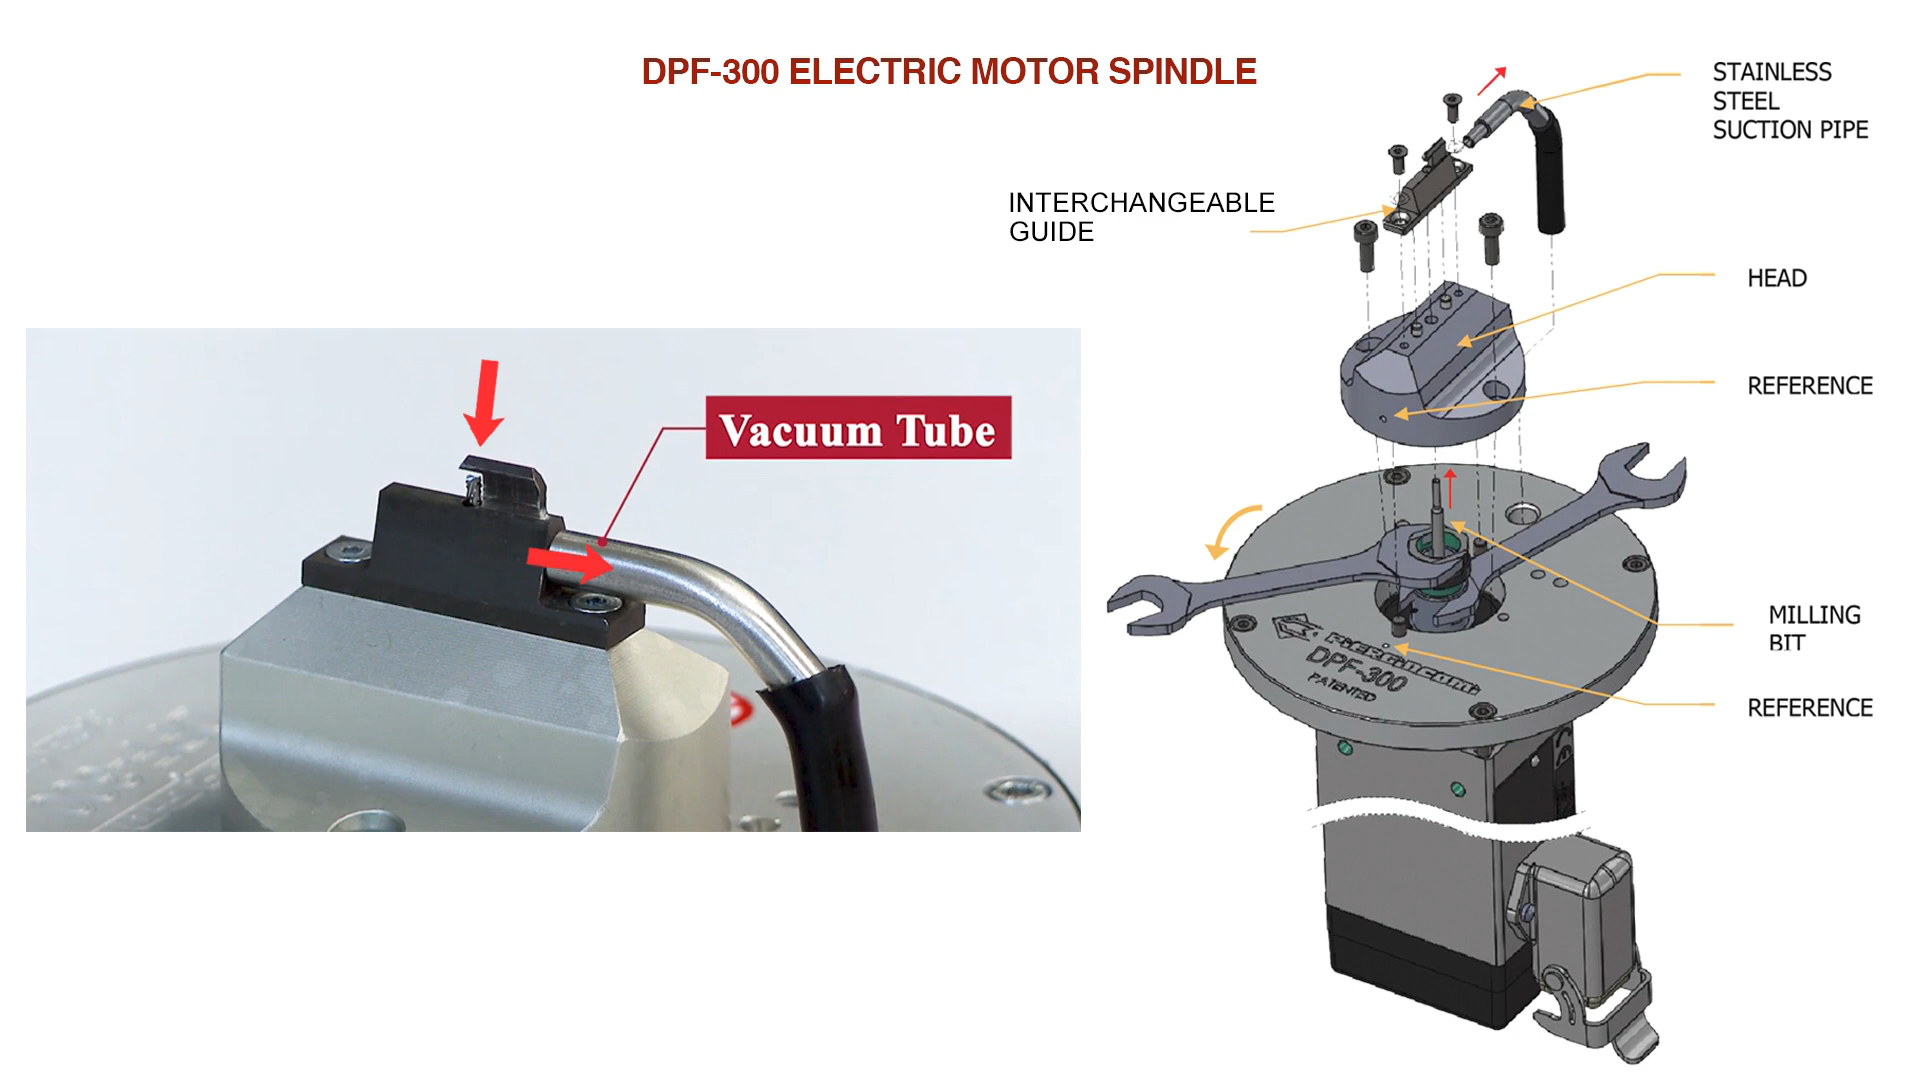 DPF-300 ELECTRIC MOTOR SPINDLE
STAINLESS
STEEL
SUCTION PIPE
INTERCHANGEABLE
GUIDE
HEAD
REFERENCE
Vacuum Tube
MILLING
BIT
REFERENCE
PiERCiNCOM
DPF-300
PATENTED